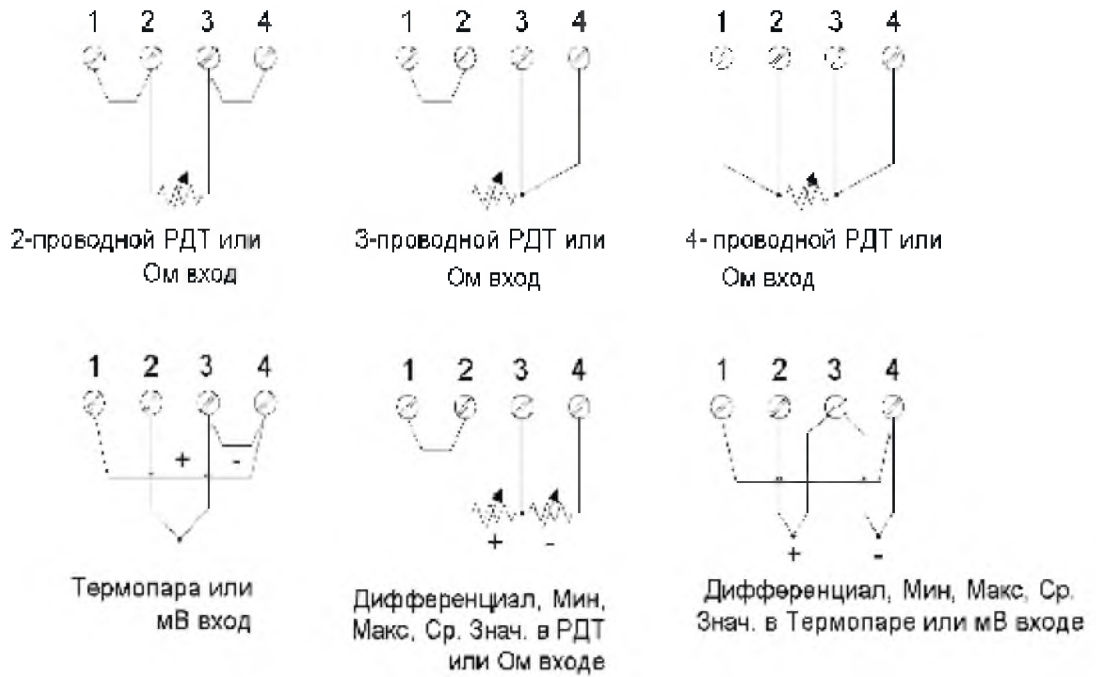 1 2 3 4
2-проводной РДТ или
Ом вход
1 2 3 4
3-проводной РДТ или
Ом вход
1 2 3 4
4- проводной РДТ или
Ом вход
1 2 3 4
+ -
Термопара или
мВ вход
1 2 3 4
+ -
Дифференциал, Мин,
Макс, Ср. Знач. в РДТ
или Ом входе
1 2 3 4
+ -
Дифференциал, Мин, Макс, Ср.
Знач. в Термопаре или мВ входе